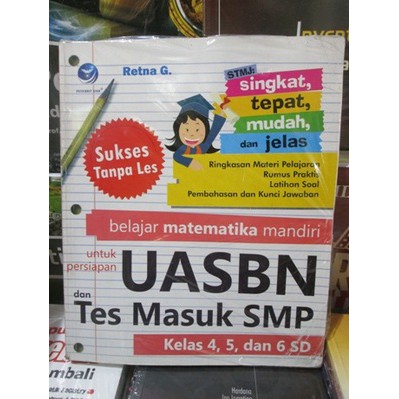 Retna G.
STMJ:
singkat,
tepat,
mudah,
dan jelas
Sukses
Tanpa Les
Ringkasan Materi Pelajaran
Rumus Praktis
Latihan Soal
Pembahasan dan Kunci Jawaban
belajar matematika mandiri
untuk
persiapan
UASBN
dan
Tes Masuk SMP
Kelas 4, 5, dan 6 SD
mbali